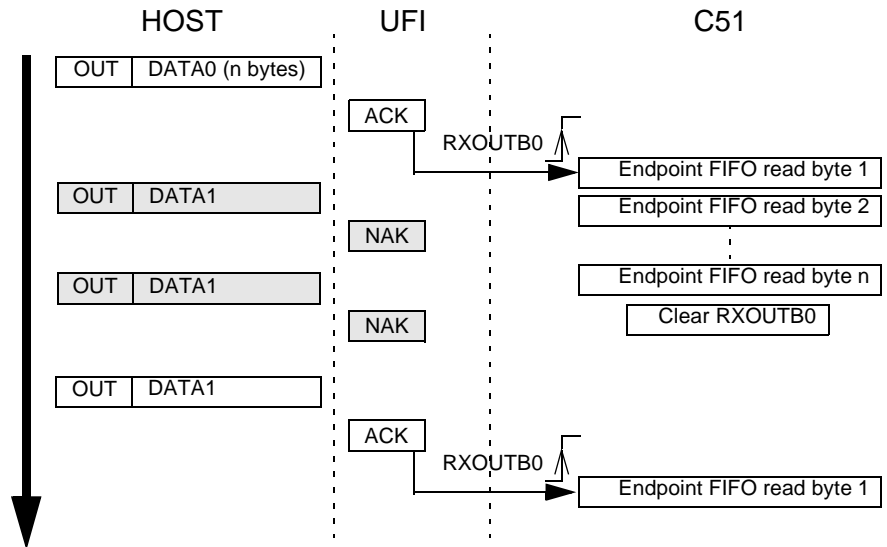 HOST UFI C51
OUT DATA0 (n bytes)
ACK
RXOUTB0
Endpoint FIFO read byte 1
OUT DATA1
Endpoint FIFO read byte 2
NAK
OUT DATA1
Endpoint FIFO read byte n
NAK
Clear RXOUTB0
OUT DATA1
ACK
RXOUTB0
Endpoint FIFO read byte 1